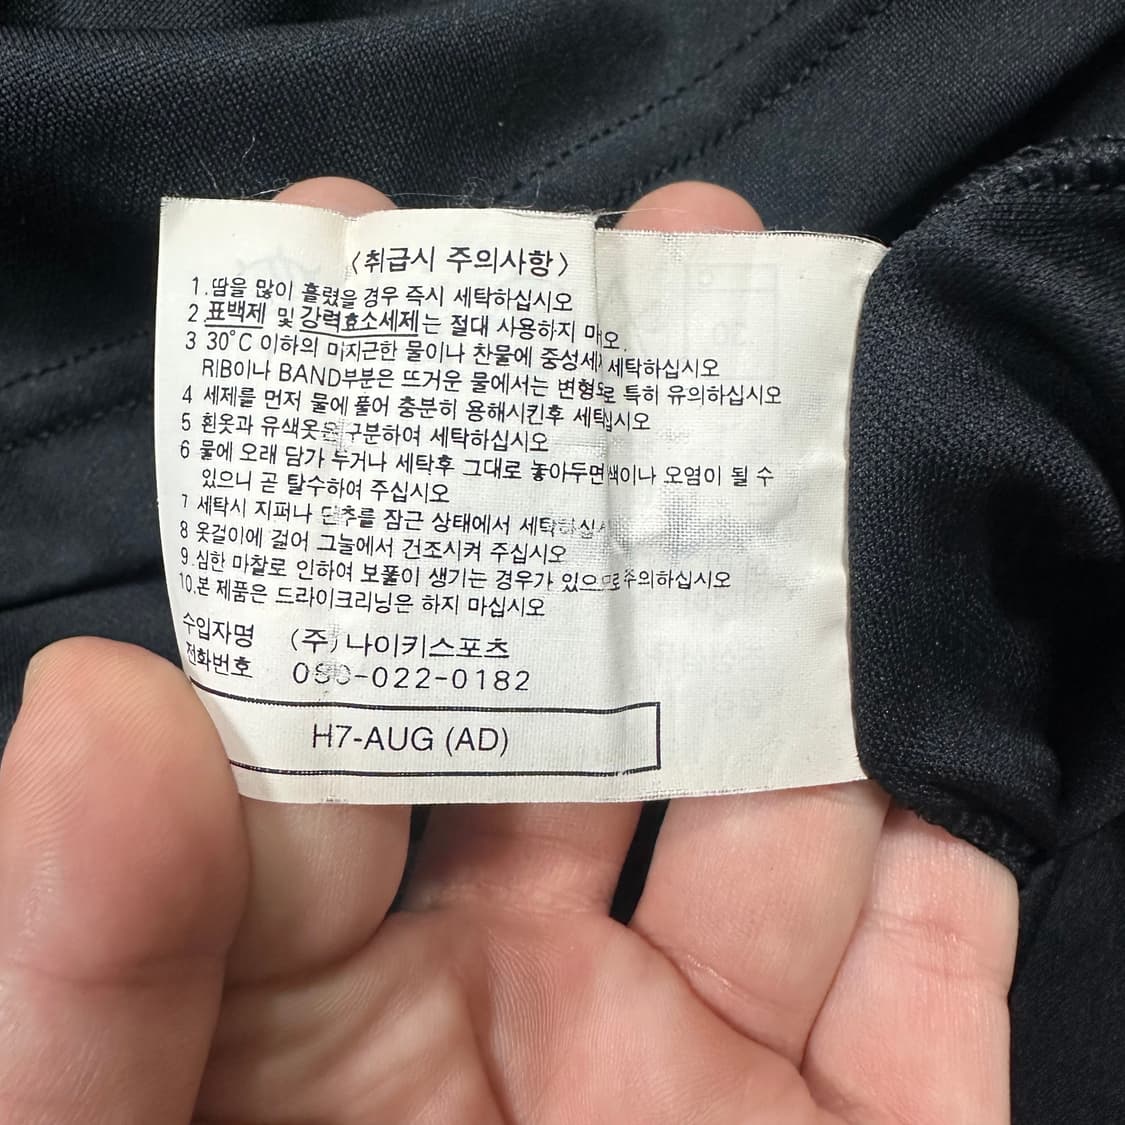 <취급시 주의사항>
1.땀을 많이 흘렸을 경우 즉시 세탁하십시오
2 표백제 및 강력효소세제는 절대 사용하지 마오.
3 30°C 이하의 미지근한 물이나 찬물에 중성세 세탁하십시오
RIB이나 BAND부분은 뜨거운 물에서는 변형되로 특히 유의하십시오
4 세제를 먼저 물에 풀어 충분히 용해시킨후 세탁십시오
5 흰옷과 유색옷은 구분하여 세탁하십시오
6 물에 오래 담가 두거나 세탁후 그대로 놓아두면색이나 오염이 될 수
있으니 곧 탈수하여 주십시오
7 세탁시 지퍼나 단추를 잠근 상태에서 세탁하십시
8 옷걸이에 걸어 그늘에서 건조시켜 주십시오
9.심한 마찰로 인하여 보풀이 생기는 경우가 있으므로주의하십시오
10.본 제품은 드라이크리닝은 하지 마십시오
수입자명 (주)나이키스포츠
전화번호 080-022-0182
H7-AUG (AD)